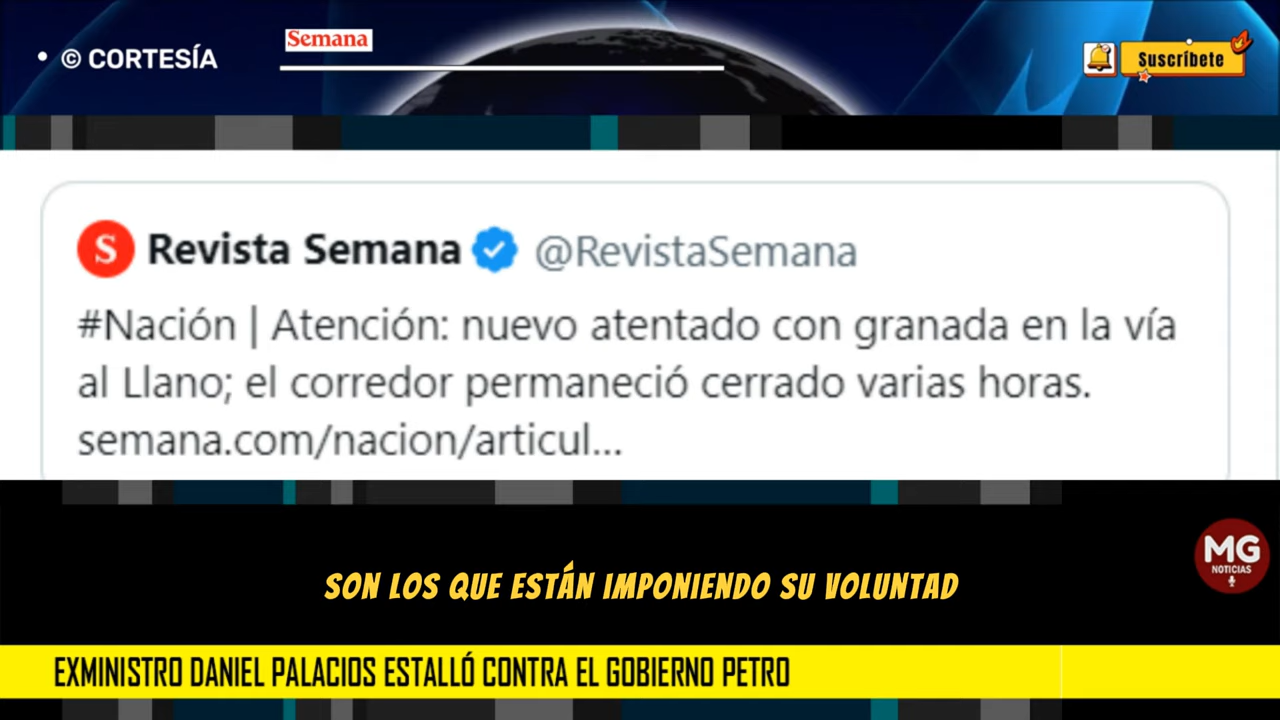 • © CORTESÍA
Semana
Suscríbete
S Revista Semana @RevistaSemana
#Nación | Atención: nuevo atentado con granada en la vía
al Llano; el corredor permaneció cerrado varias horas.
semana.com/nacion/articul...
MG
NOTICIAS
SON LOS QUE ESTÁN IMPONIENDO SU VOLUNTAD
EXMINISTRO DANIEL PALACIOS ESTALLÓ CONTRA EL GOBIERNO PETRO